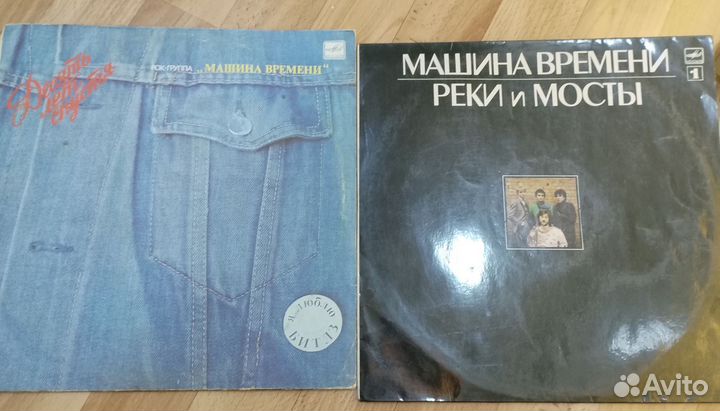 Десять лет спустя
РОК-ГРУППА „МАШИНА ВРЕМЕНИ"
Я люблю
БИТЛЗ
МАШИНА ВРЕМЕНИ
РЕКИ и МОСТЫ
1
Avito